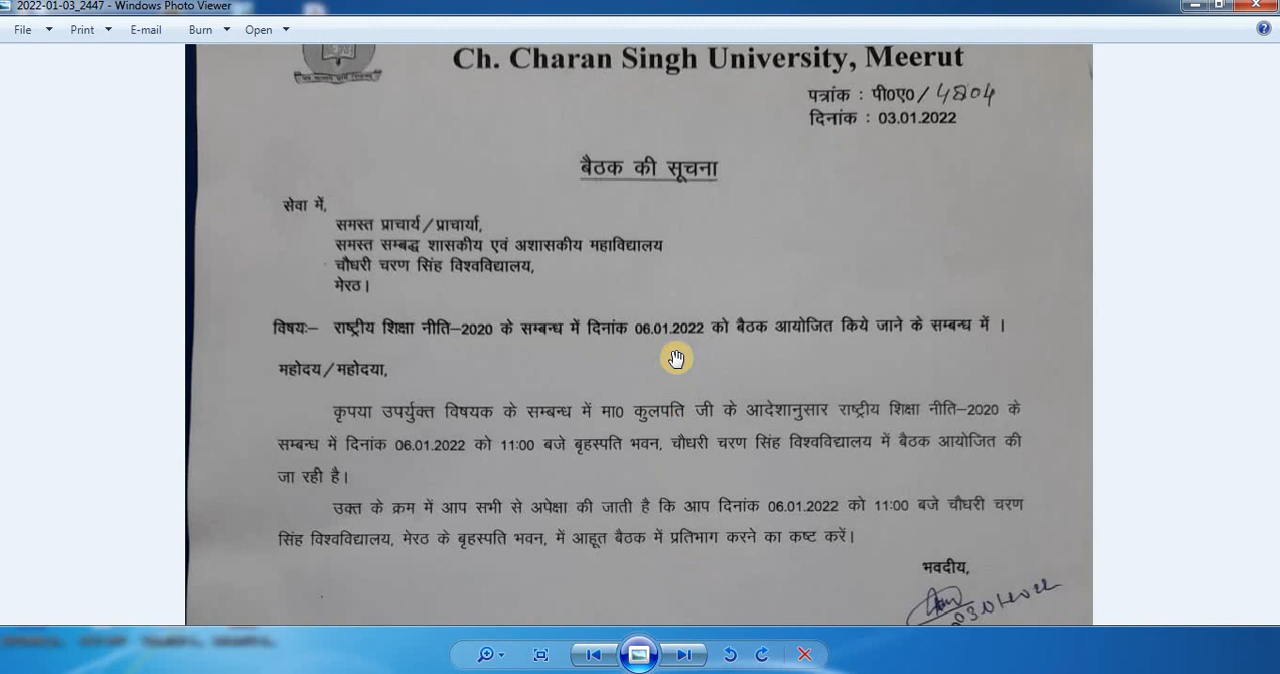 2022-01-03_2447 - Windows Photo Viewer
File Print E-mail Burn Open
Ch. Charan Singh University, Meerut
पत्रांक : पी0ए0/4804
दिनांक : 03.01.2022
बैठक की सूचना
सेवा में,
समस्त प्राचार्य/प्राचार्या,
समस्त सम्बद्ध शासकीय एवं अशासकीय महाविद्यालय
चौधरी चरण सिंह विश्वविद्यालय,
मेरठ।
विषयः– राष्ट्रीय शिक्षा नीति–2020 के सम्बन्ध में दिनांक 06.01.2022 को बैठक आयोजित किये जाने के सम्बन्ध में ।
महोदय/महोदया,
कृपया उपर्युक्त विषयक के सम्बन्ध में मा0 कुलपति जी के आदेशानुसार राष्ट्रीय शिक्षा नीति–2020 के
सम्बन्ध में दिनांक 06.01.2022 को 11:00 बजे बृहस्पति भवन, चौधरी चरण सिंह विश्वविद्यालय में बैठक आयोजित की
जा रही है।
उक्त के क्रम में आप सभी से अपेक्षा की जाती है कि आप दिनांक 06.01.2022 को 11:00 बजे चौधरी चरण
सिंह विश्वविद्यालय, मेरठ के बृहस्पति भवन, में आहूत बैठक में प्रतिभाग करने का कष्ट करें।
भवदीय,
03.01.2022